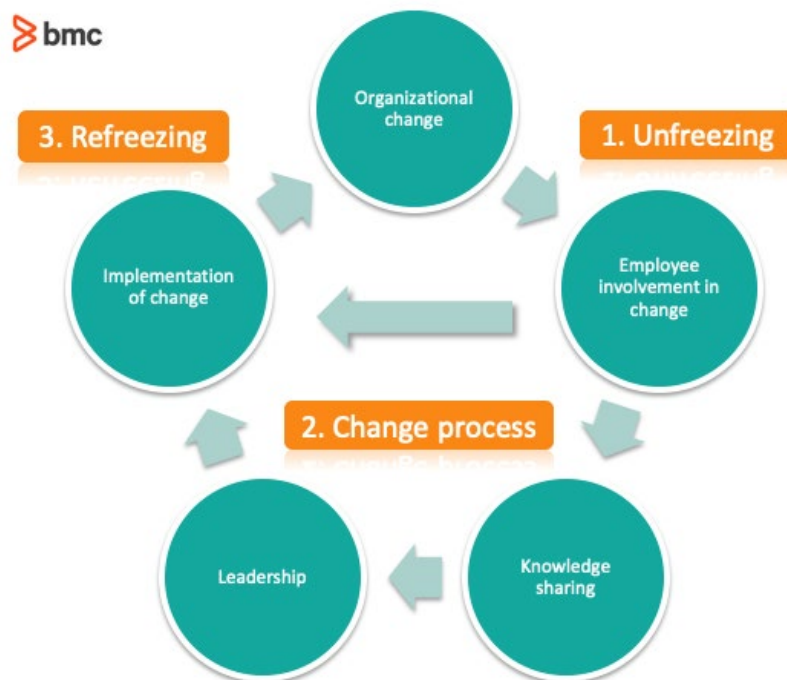 bmc
Organizational
change
3. Refreezing
1. Unfreezing
Implementation
of change
Employee
involvement in
change
2. Change process
Leadership
Knowledge
sharing